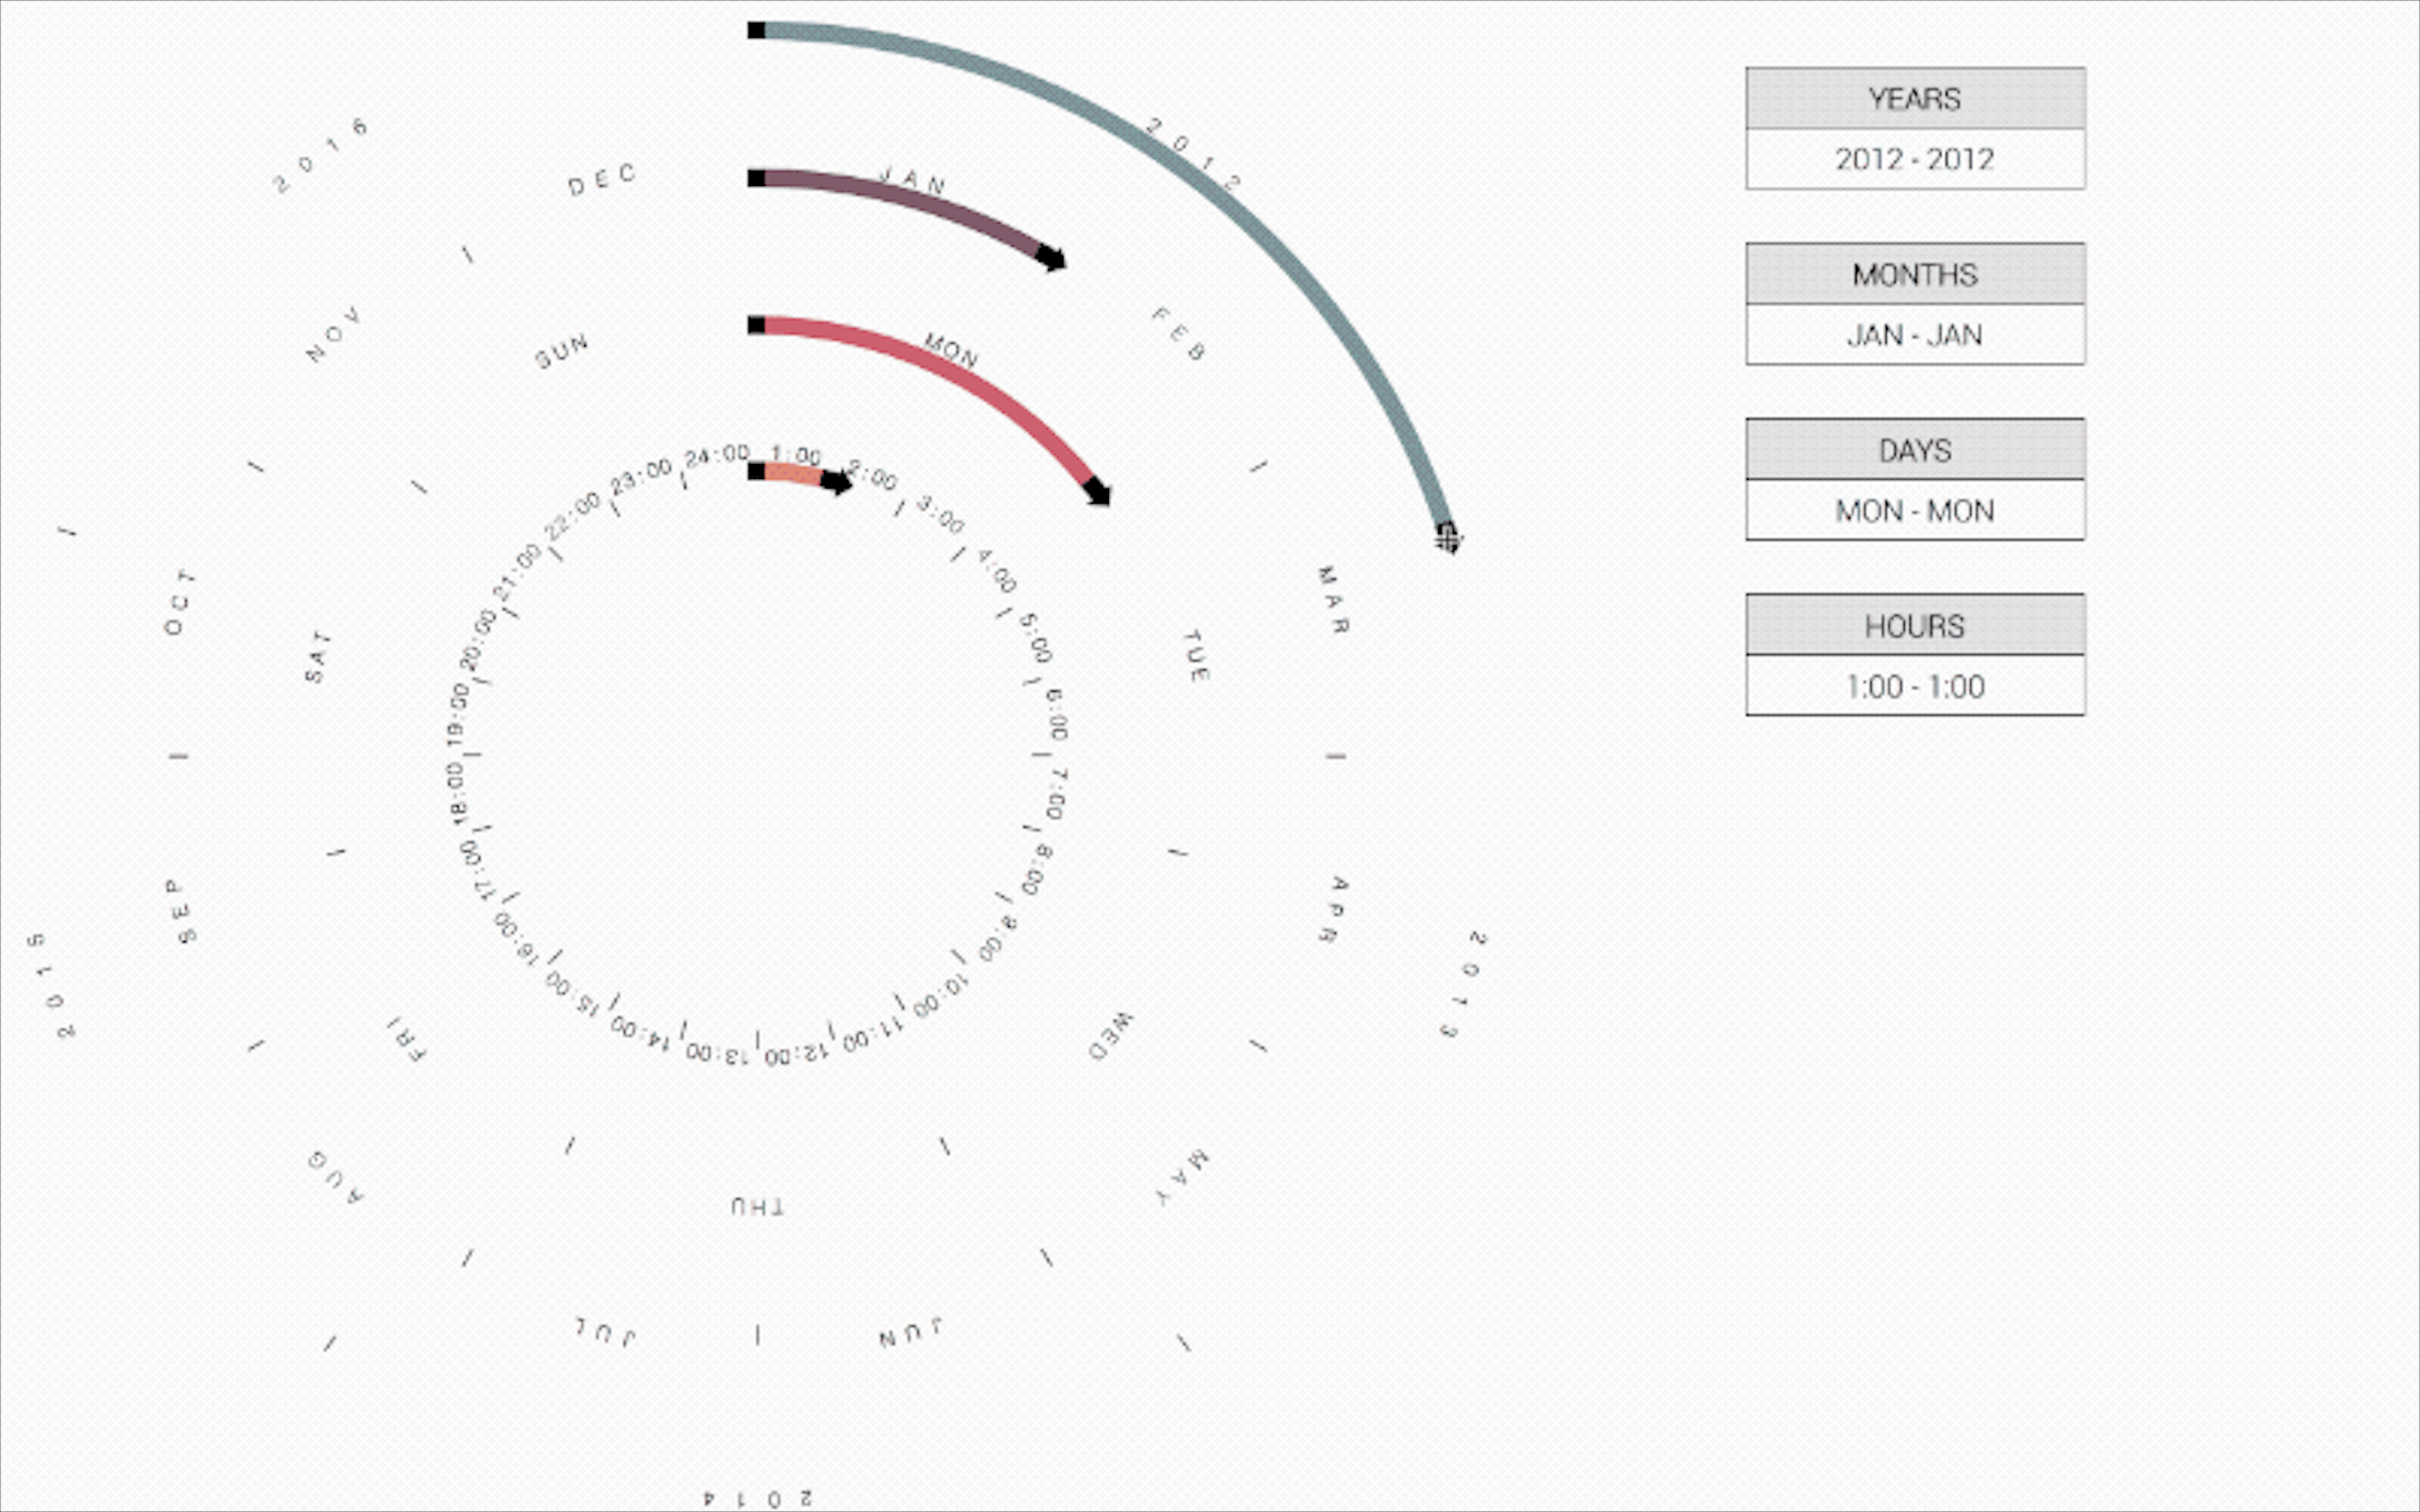 2012
2013
2014
2015
2016
JAN
FEB
MAR
APR
MAY
JUN
JUL
AUG
SEP
OCT
NOV
DEC
MON
TUE
WED
THU
FRI
SAT
SUN
1:00
2:00
3:00
4:00
5:00
6:00
7:00
8:00
9:00
10:00
11:00
12:00
13:00
14:00
15:00
16:00
17:00
18:00
19:00
20:00
21:00
22:00
23:00
24:00
YEARS
2012 - 2012
MONTHS
JAN - JAN
DAYS
MON - MON
HOURS
1:00 - 1:00